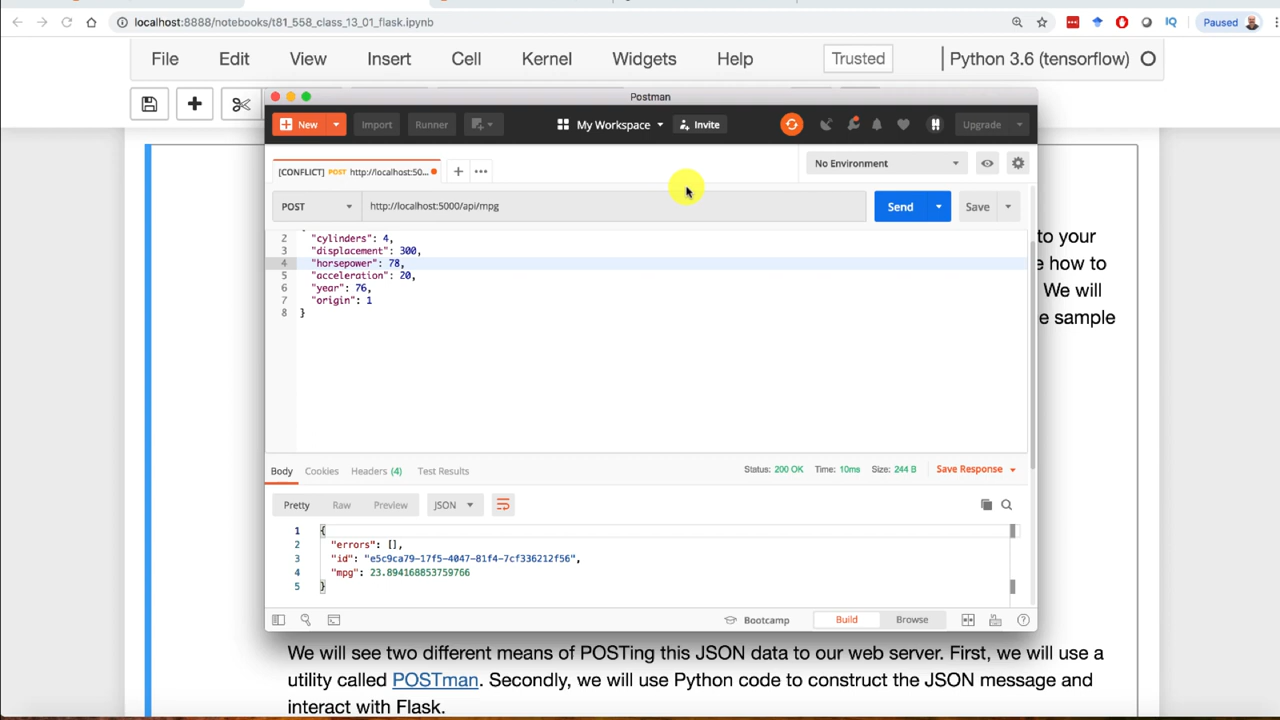 localhost:8888/notebooks/t81_558_class_13_01_flask.ipynb
IQ
Paused
File Edit View Insert Cell Kernel Widgets Help Trusted Python 3.6 (tensorflow)
Postman
New Import Runner My Workspace Invite Upgrade
[CONFLICT] POST http://localhost:50... No Environment
POST http://localhost:5000/api/mpg Send Save
2 "cylinders": 4,
3 "displacement": 300,
4 "horsepower": 78,
5 "acceleration": 20,
6 "year": 76,
7 "origin": 1
8 }
to your
e how to
We will
e sample
Body Cookies Headers (4) Test Results Status: 200 OK Time: 10ms Size: 244 B Save Response
Pretty Raw Preview JSON
1 {
2 "errors": [],
3 "id": "e5c9ca79-17f5-4047-81f4-7cf336212f56",
4 "mpg": 23.894168853759766
5 }
Bootcamp Build Browse
We will see two different means of POSTing this JSON data to our web server. First, we will use a
utility called POSTman. Secondly, we will use Python code to construct the JSON message and
interact with Flask.